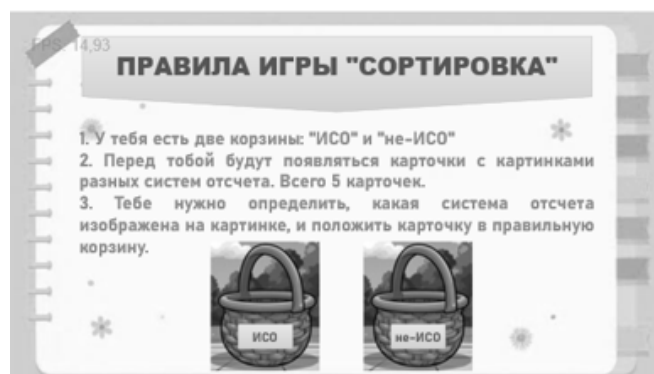 FPS: 14,93
ПРАВИЛА ИГРЫ "СОРТИРОВКА"
1. У тебя есть две корзины: "ИСО" и "не-ИСО"
2. Перед тобой будут появляться карточки с картинками
разных систем отсчета. Всего 5 карточек.
3. Тебе нужно определить, какая система отсчета
изображена на картинке, и положить карточку в правильную
корзину.
ИСО
не-ИСО